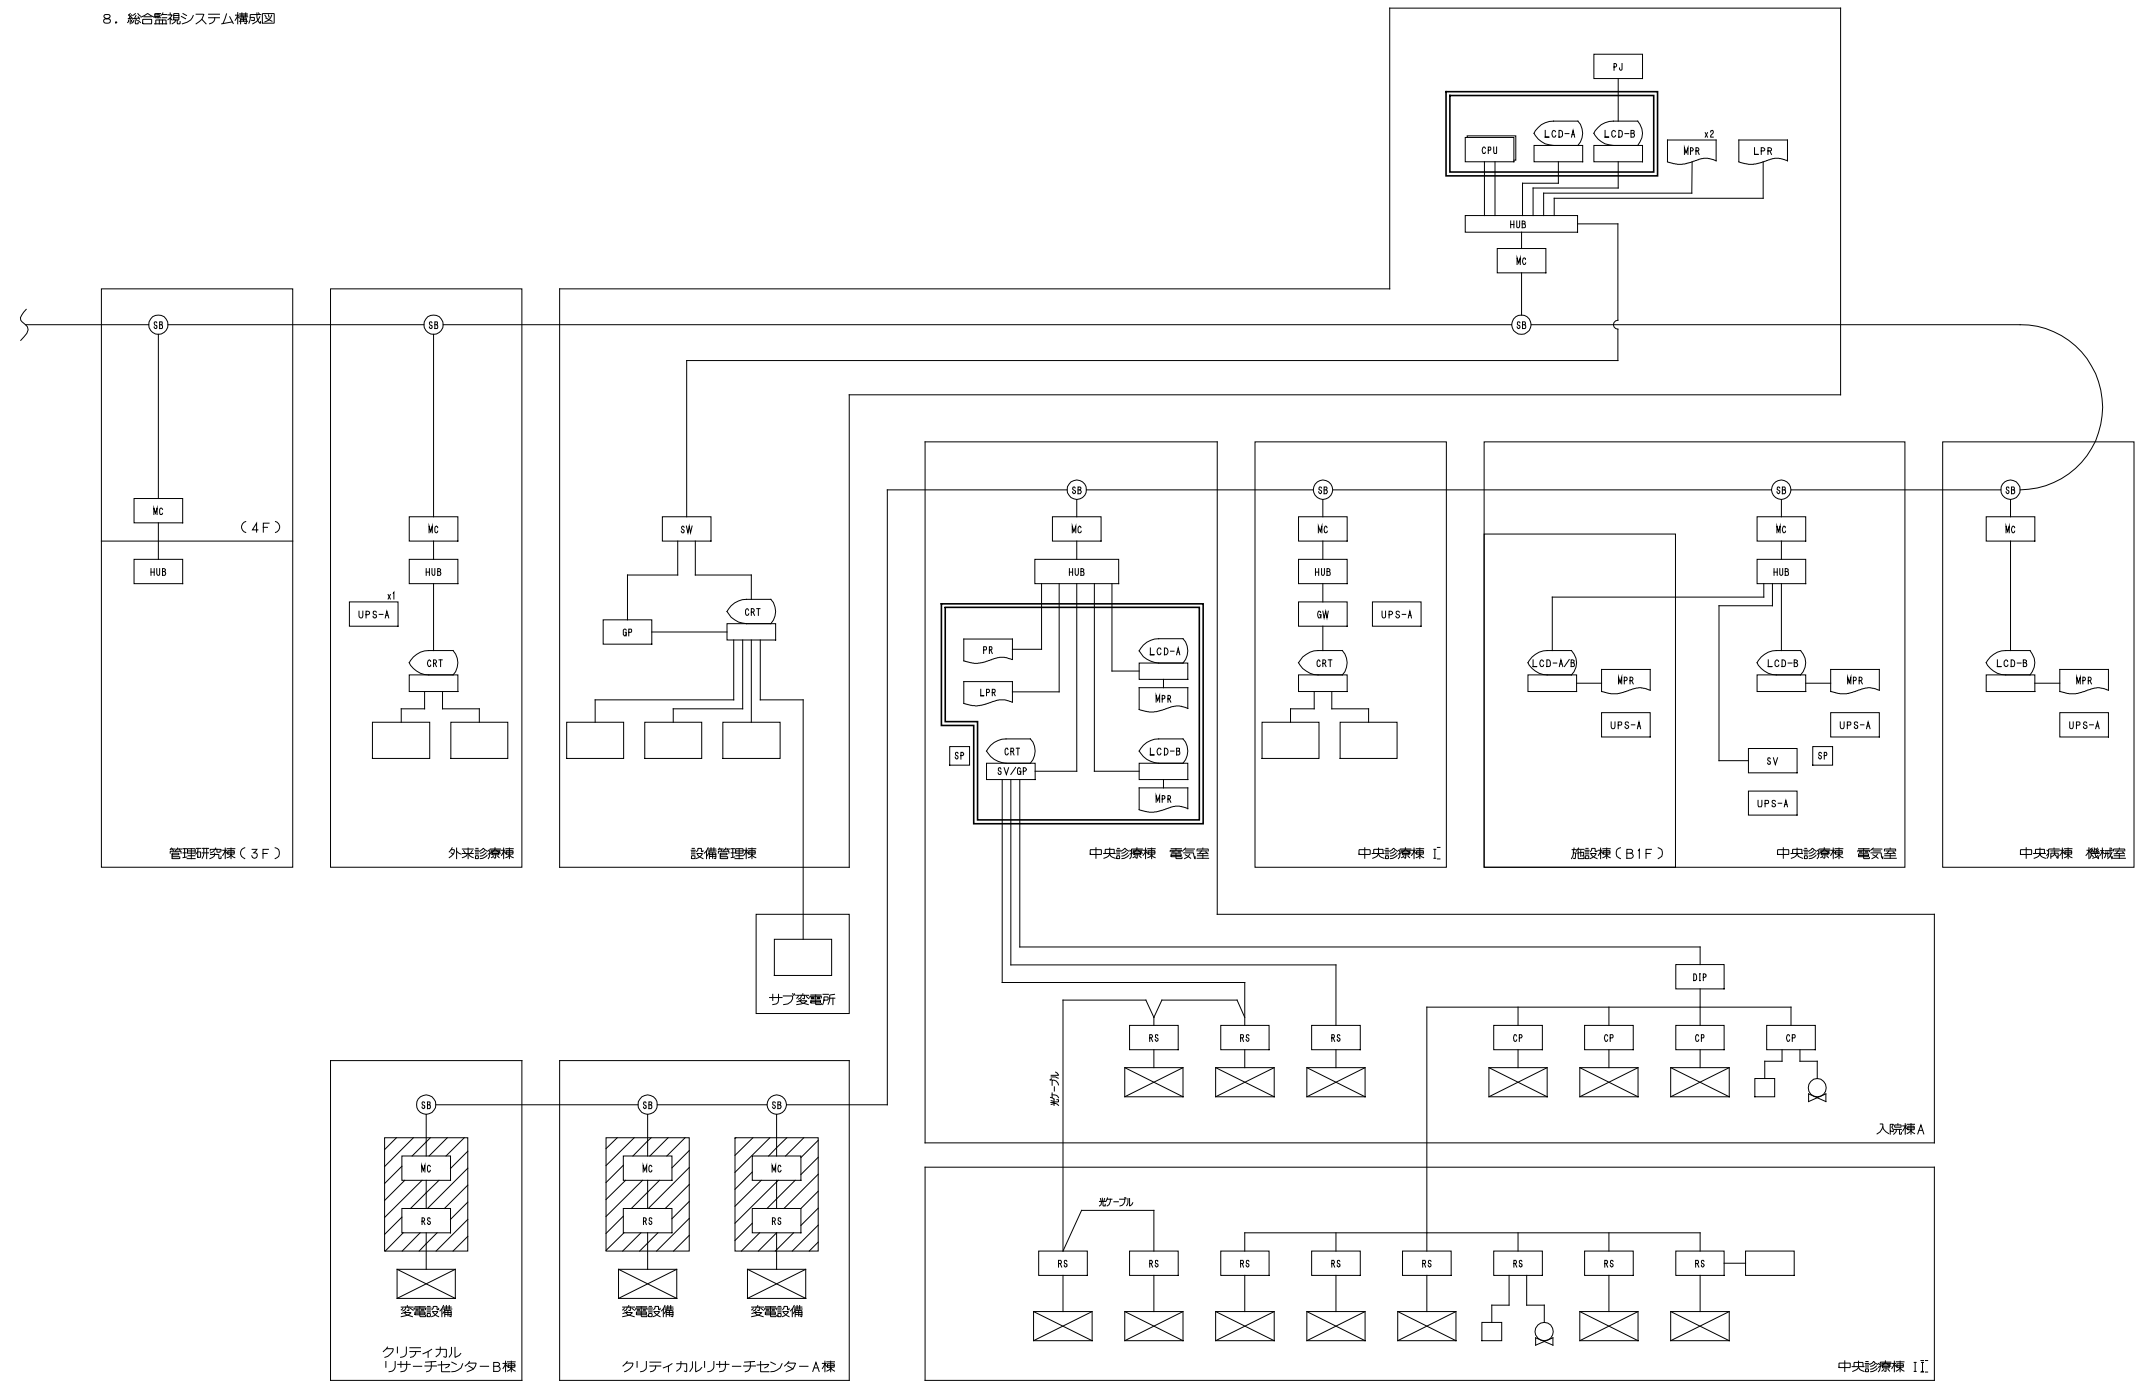 ８．総合監視システム構成図
PJ
CPU
LCD-A
LCD-B
x2
MPR
LPR
HUB
MC
SB
SB
SB
MC
（４Ｆ）
HUB
管理研究棟（３Ｆ）
MC
HUB
x1
UPS-A
CRT
外来診療棟
SW
GP
CRT
設備管理棟
サブ変電所
SB
MC
HUB
PR
LPR
LCD-A
MPR
SP
CRT
SV/GP
LCD-B
MPR
中央診療棟　電気室
SB
MC
HUB
GW
UPS-A
CRT
中央診療棟 I
SB
MC
HUB
LCD-A/B
MPR
UPS-A
施設棟（B1F）
LCD-B
MPR
UPS-A
SV
SP
UPS-A
中央診療棟　電気室
SB
MC
LCD-B
MPR
UPS-A
中央病棟　機械室
DIP
RS
RS
RS
CP
CP
CP
CP
光ケーブル
入院棟A
光ケーブル
RS
RS
RS
RS
RS
RS
RS
RS
中央診療棟 II
SB
MC
RS
変電設備
クリティカル
リサーチセンターＢ棟
SB
SB
MC
MC
RS
RS
変電設備
変電設備
クリティカルリサーチセンターＡ棟